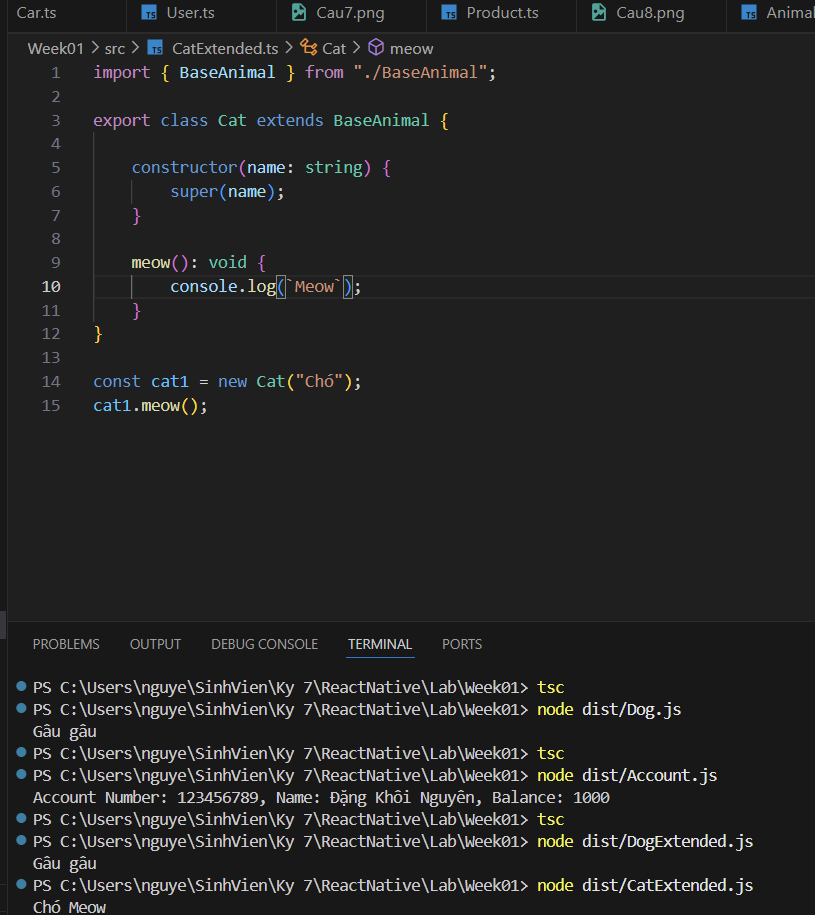 Car.ts TS User.ts Cau7.png TS Product.ts Cau8.png TS Animal
Week01 > src > TS CatExtended.ts > Cat > meow
1 import { BaseAnimal } from "./BaseAnimal";
2
3 export class Cat extends BaseAnimal {
4
5 constructor(name: string) {
6 super(name);
7 }
8
9 meow(): void {
10 console.log(`Meow`);
11 }
12 }
13
14 const cat1 = new Cat("Chó");
15 cat1.meow();
PROBLEMS OUTPUT DEBUG CONSOLE TERMINAL PORTS
PS C:\Users\nguye\SinhVien\Ky 7\ReactNative\Lab\Week01> tsc
PS C:\Users\nguye\SinhVien\Ky 7\ReactNative\Lab\Week01> node dist/Dog.js
Gâu gâu
PS C:\Users\nguye\SinhVien\Ky 7\ReactNative\Lab\Week01> tsc
PS C:\Users\nguye\SinhVien\Ky 7\ReactNative\Lab\Week01> node dist/Account.js
Account Number: 123456789, Name: Đặng Khôi Nguyên, Balance: 1000
PS C:\Users\nguye\SinhVien\Ky 7\ReactNative\Lab\Week01> tsc
PS C:\Users\nguye\SinhVien\Ky 7\ReactNative\Lab\Week01> node dist/DogExtended.js
Gâu gâu
PS C:\Users\nguye\SinhVien\Ky 7\ReactNative\Lab\Week01> node dist/CatExtended.js
Chó Meow